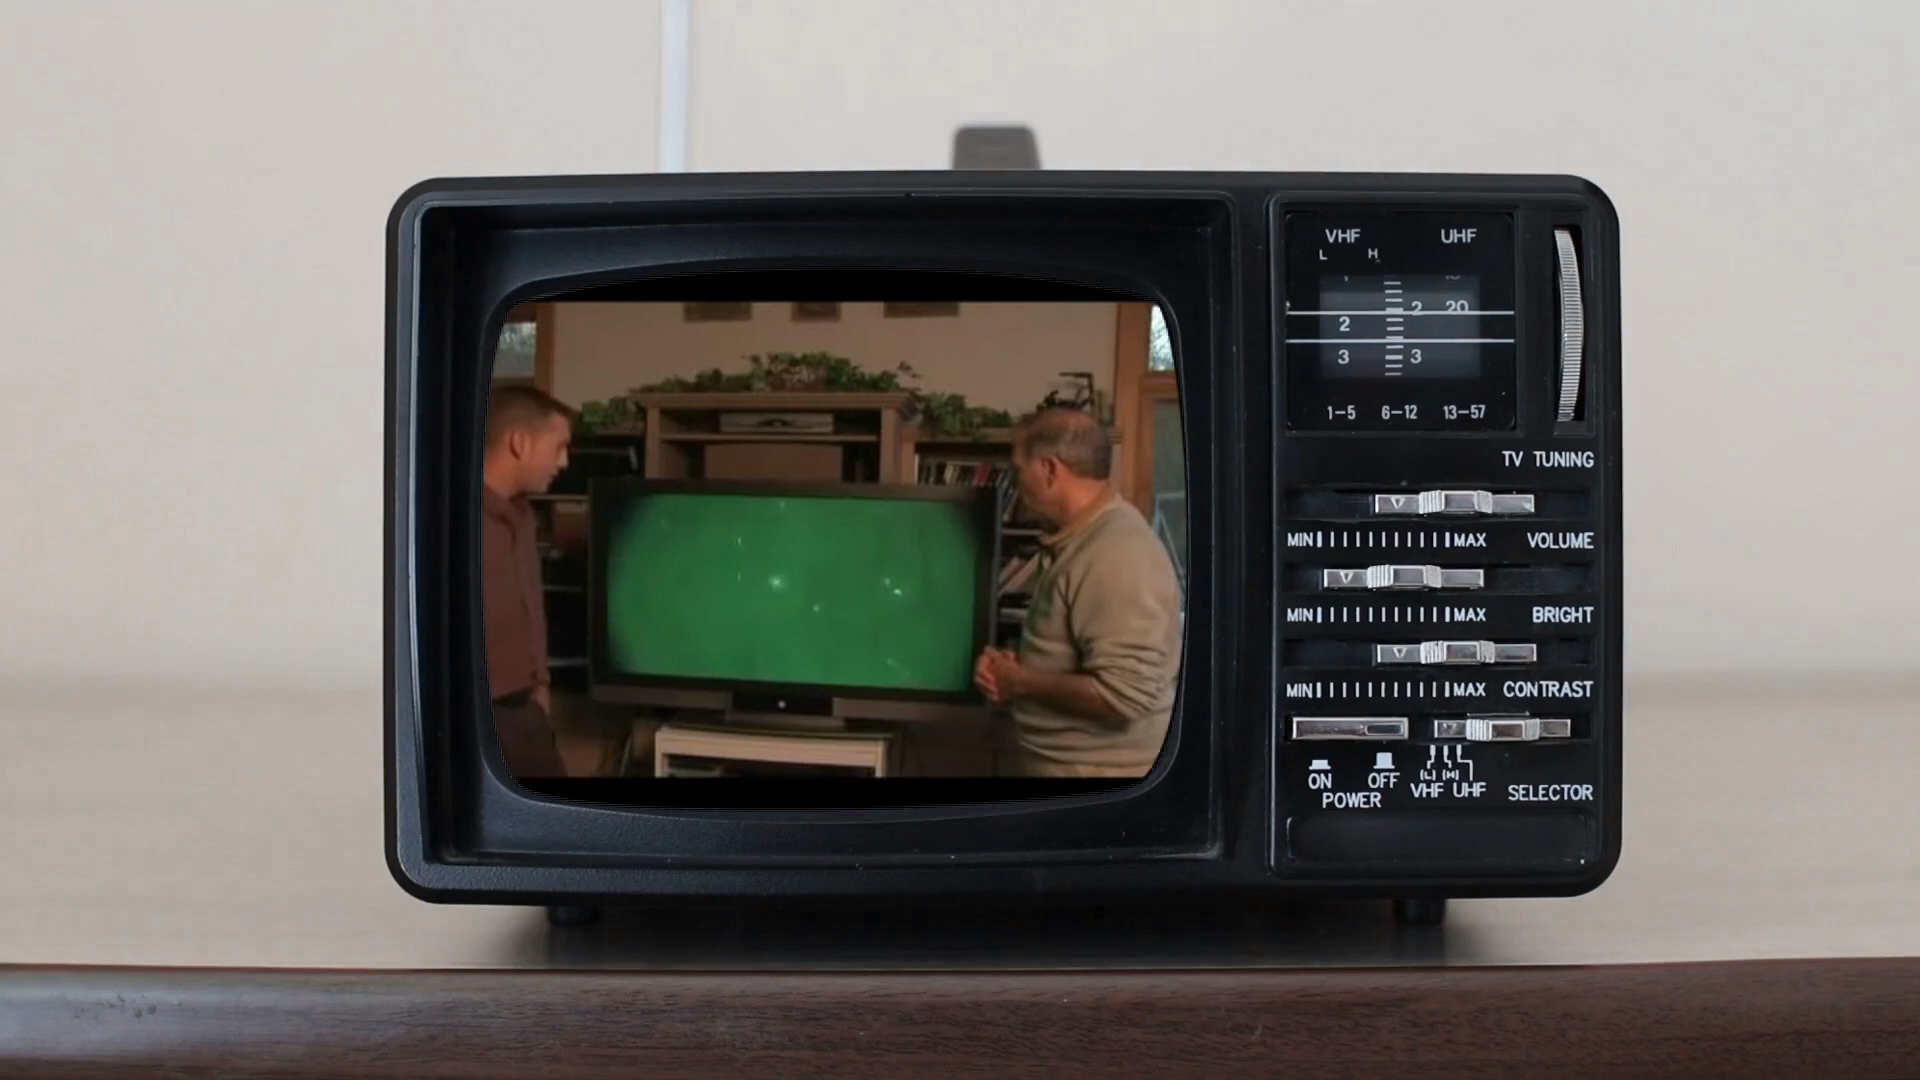 VHF UHF
L H
2 20
2
3 3
1-5 6-12 13-57
TV TUNING
MIN MAX VOLUME
MIN MAX BRIGHT
MIN MAX CONTRAST
ON OFF (L) (H)
POWER VHF UHF SELECTOR